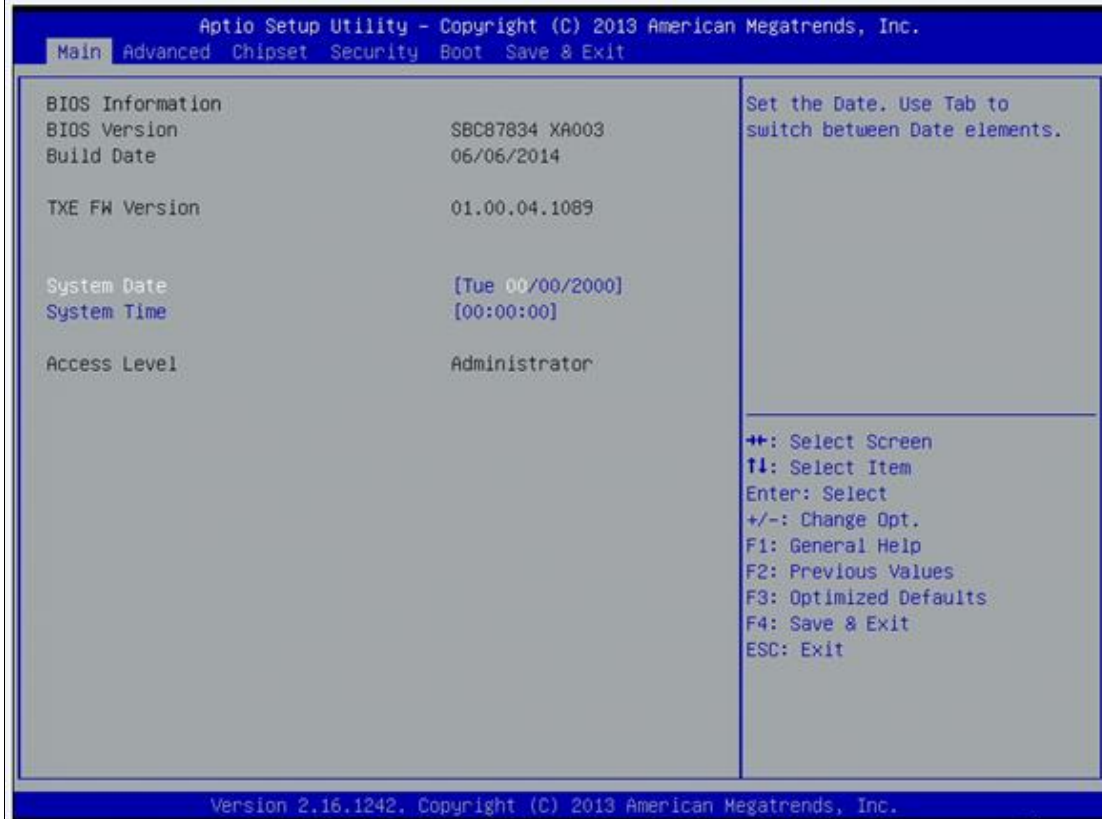 Aptio Setup Utility – Copyright (C) 2013 American Megatrends, Inc.
Main Advanced Chipset Security Boot Save & Exit
BIOS Information
BIOS Version SBC87834 XA003
Build Date 06/06/2014
TXE FW Version 01.00.04.1089
System Date [Tue 00/00/2000]
System Time [00:00:00]
Access Level Administrator
Set the Date. Use Tab to
switch between Date elements.
→←: Select Screen
↑↓: Select Item
Enter: Select
+/-: Change Opt.
F1: General Help
F2: Previous Values
F3: Optimized Defaults
F4: Save & Exit
ESC: Exit
Version 2.16.1242. Copyright (C) 2013 American Megatrends, Inc.